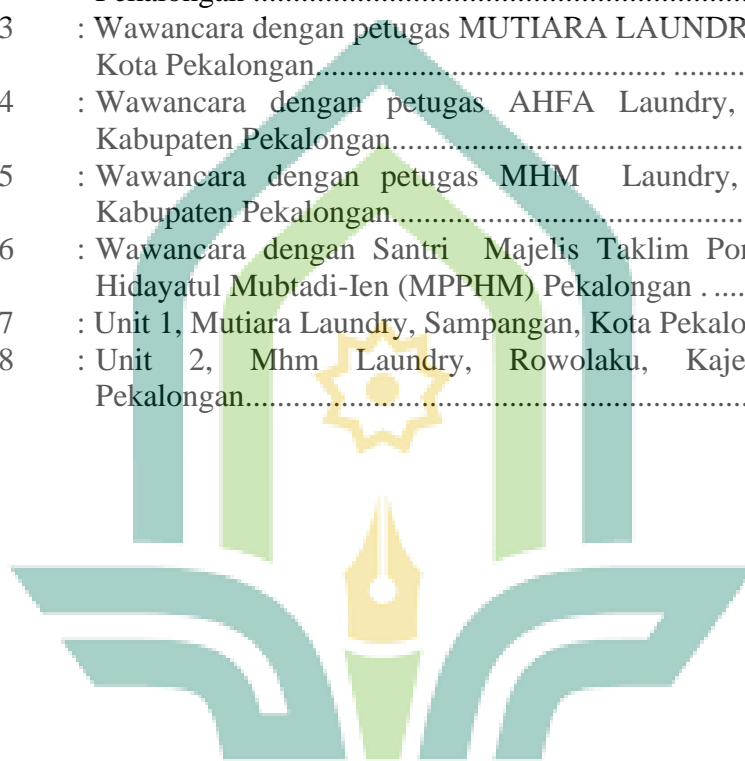 Pekalongan ..........................................................
3 : Wawancara dengan petugas MUTIARA LAUNDR
Kota Pekalongan............................................ .........
4 : Wawancara dengan petugas AHFA Laundry,
Kabupaten Pekalongan.............................................
5 : Wawancara dengan petugas MHM Laundry,
Kabupaten Pekalongan.............................................
6 : Wawancara dengan Santri Majelis Taklim Por
Hidayatul Mubtadi-Ien (MPPHM) Pekalongan . .....
7 : Unit 1, Mutiara Laundry, Sampangan, Kota Pekalo
8 : Unit 2, Mhm Laundry, Rowolaku, Kaje
Pekalongan...............................................................